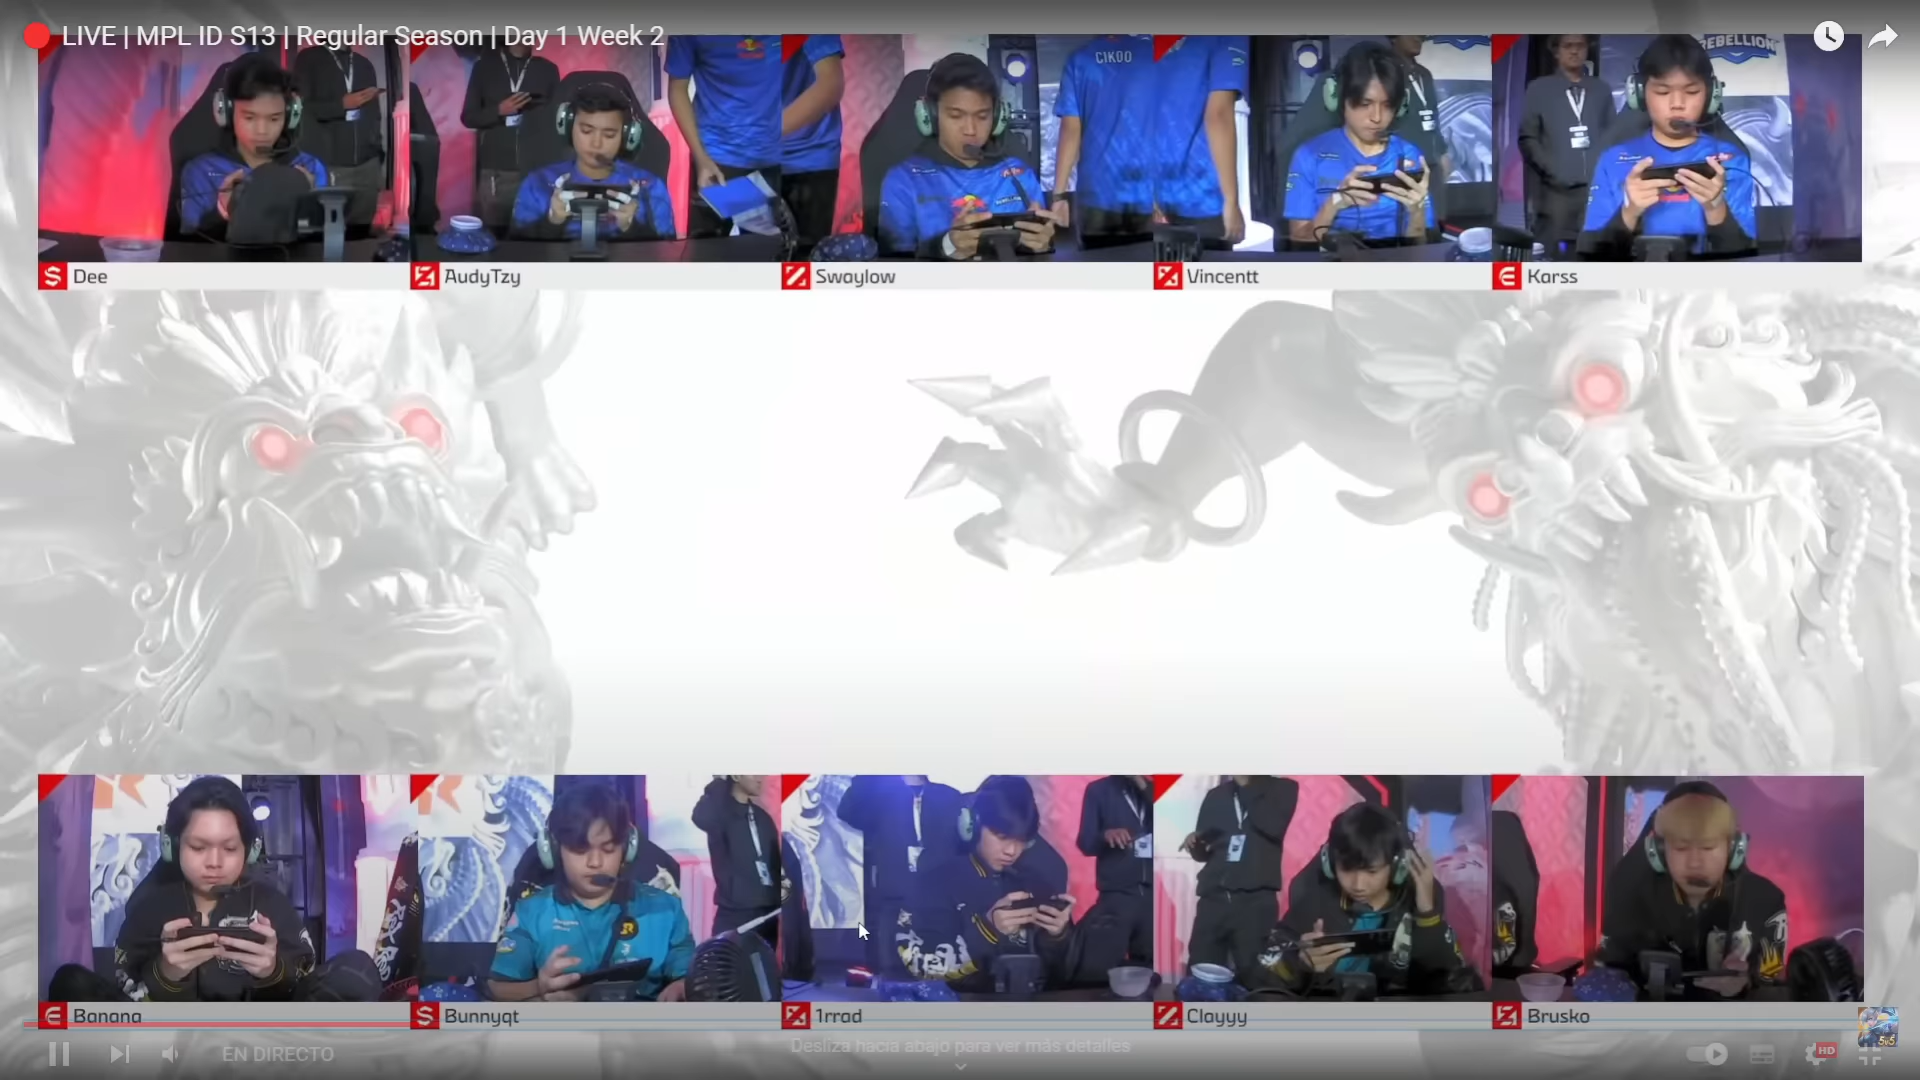 LIVE | MPL ID S13 | Regular Season | Day 1 Week 2
CIKOO
REBELLION
Dee
AudyTzy
Swaylow
Vincentt
Karss
Banana
Bunnyqt
1rrad
Clayyy
Brusko
5v5
EN DIRECTO
Desliza hacia abajo para ver más detalles
HD